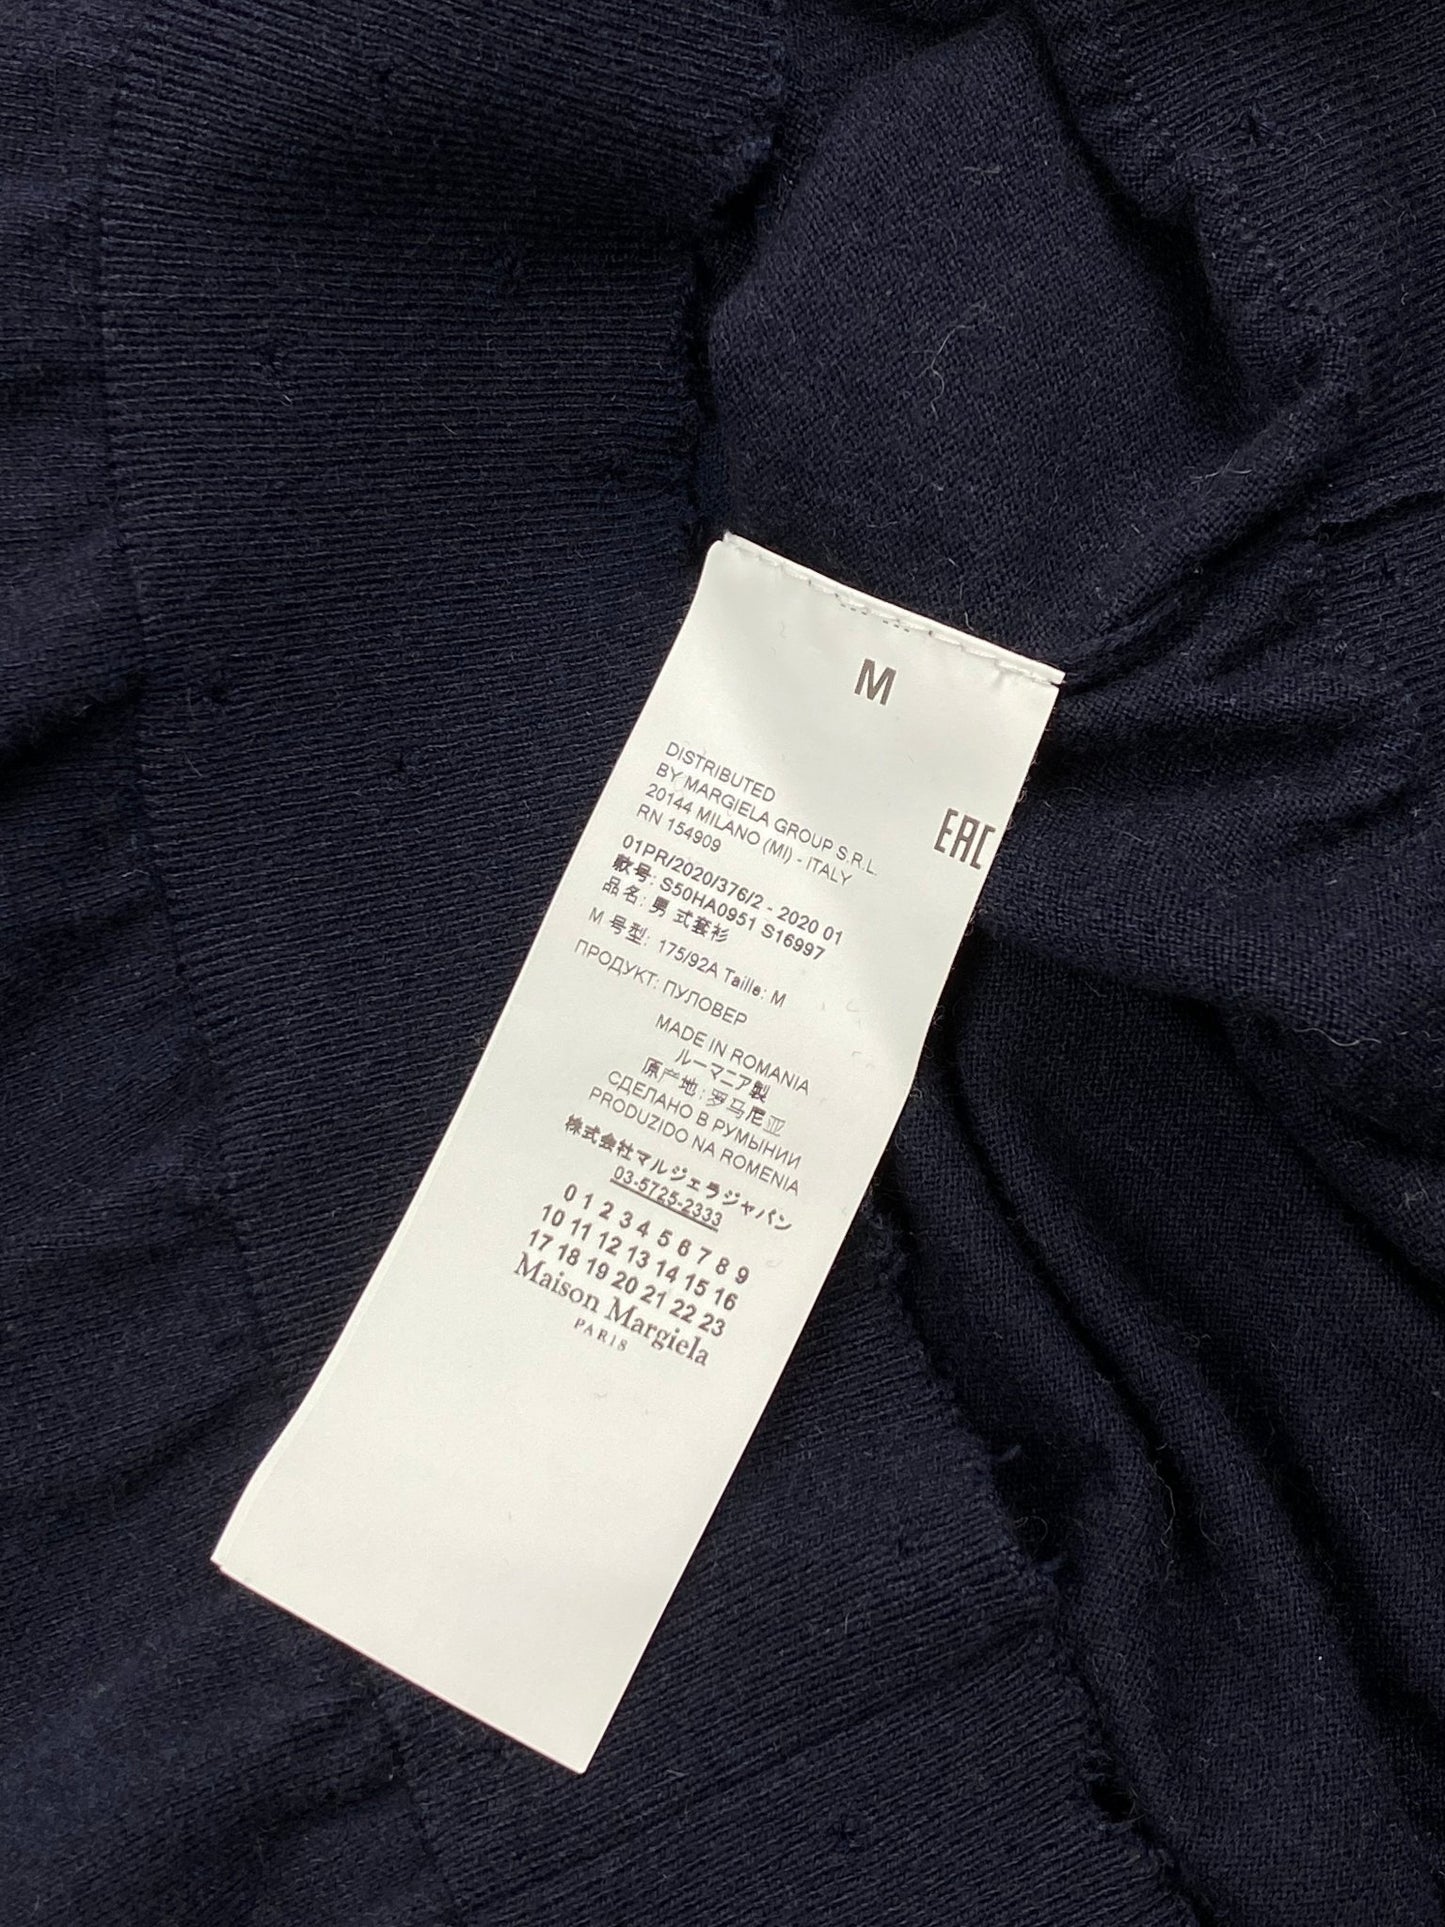 M
DISTRIBUTED
BY MARGIELA GROUP S.R.L.
20144 MILANO (MI) - ITALY
RN 154909
EAC
01PR/2020/376/2 - 2020 01
款号: S50HA0951 S16997
品名: 男式套衫
M 号型: 175/92A Taille: M
ПРОДУКТ: ПУЛОВЕР
MADE IN ROMANIA
ルーマニア製
原产地: 罗马尼亚
СДЕЛАНО В РУМЫНИИ
PRODUZIDO NA ROMENIA
株式会社マルジェラジャパン
03-5725-2333
0 1 2 3 4 5 6 7 8 9
10 11 12 13 14 15 16
17 18 19 20 21 22 23
Maison Margiela
PARIS